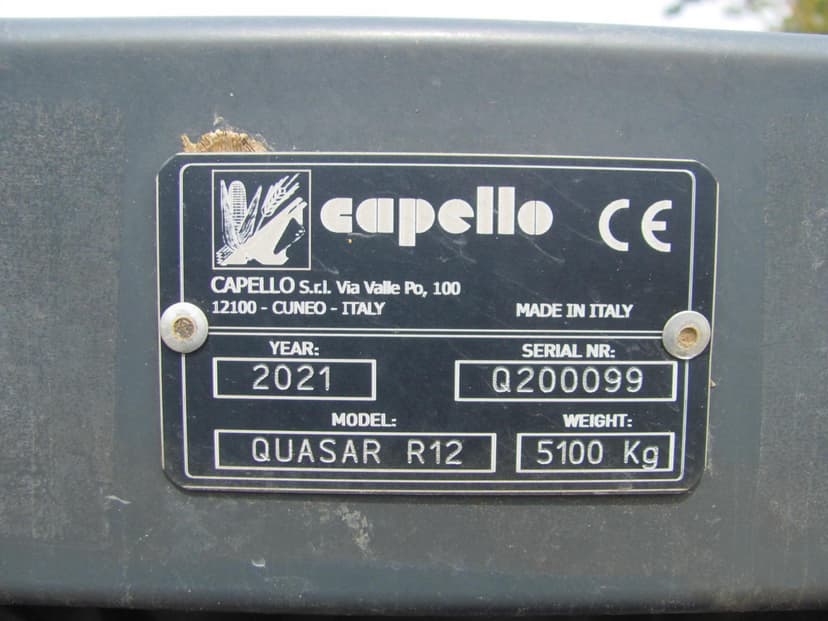 capello CE
CAPELLO S.r.l. Via Valle Po, 100
12100 - CUNEO - ITALY MADE IN ITALY
YEAR: SERIAL NR:
2021 Q200099
MODEL: WEIGHT:
QUASAR R12 5100 Kg